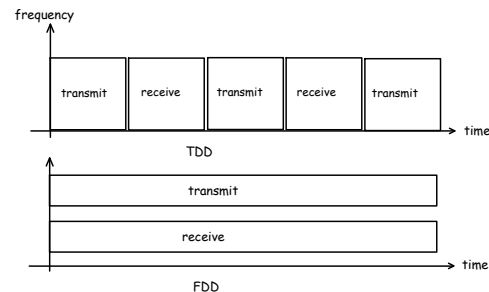 frequency
transmit receive transmit receive transmit
time
TDD
transmit
receive
time
FDD